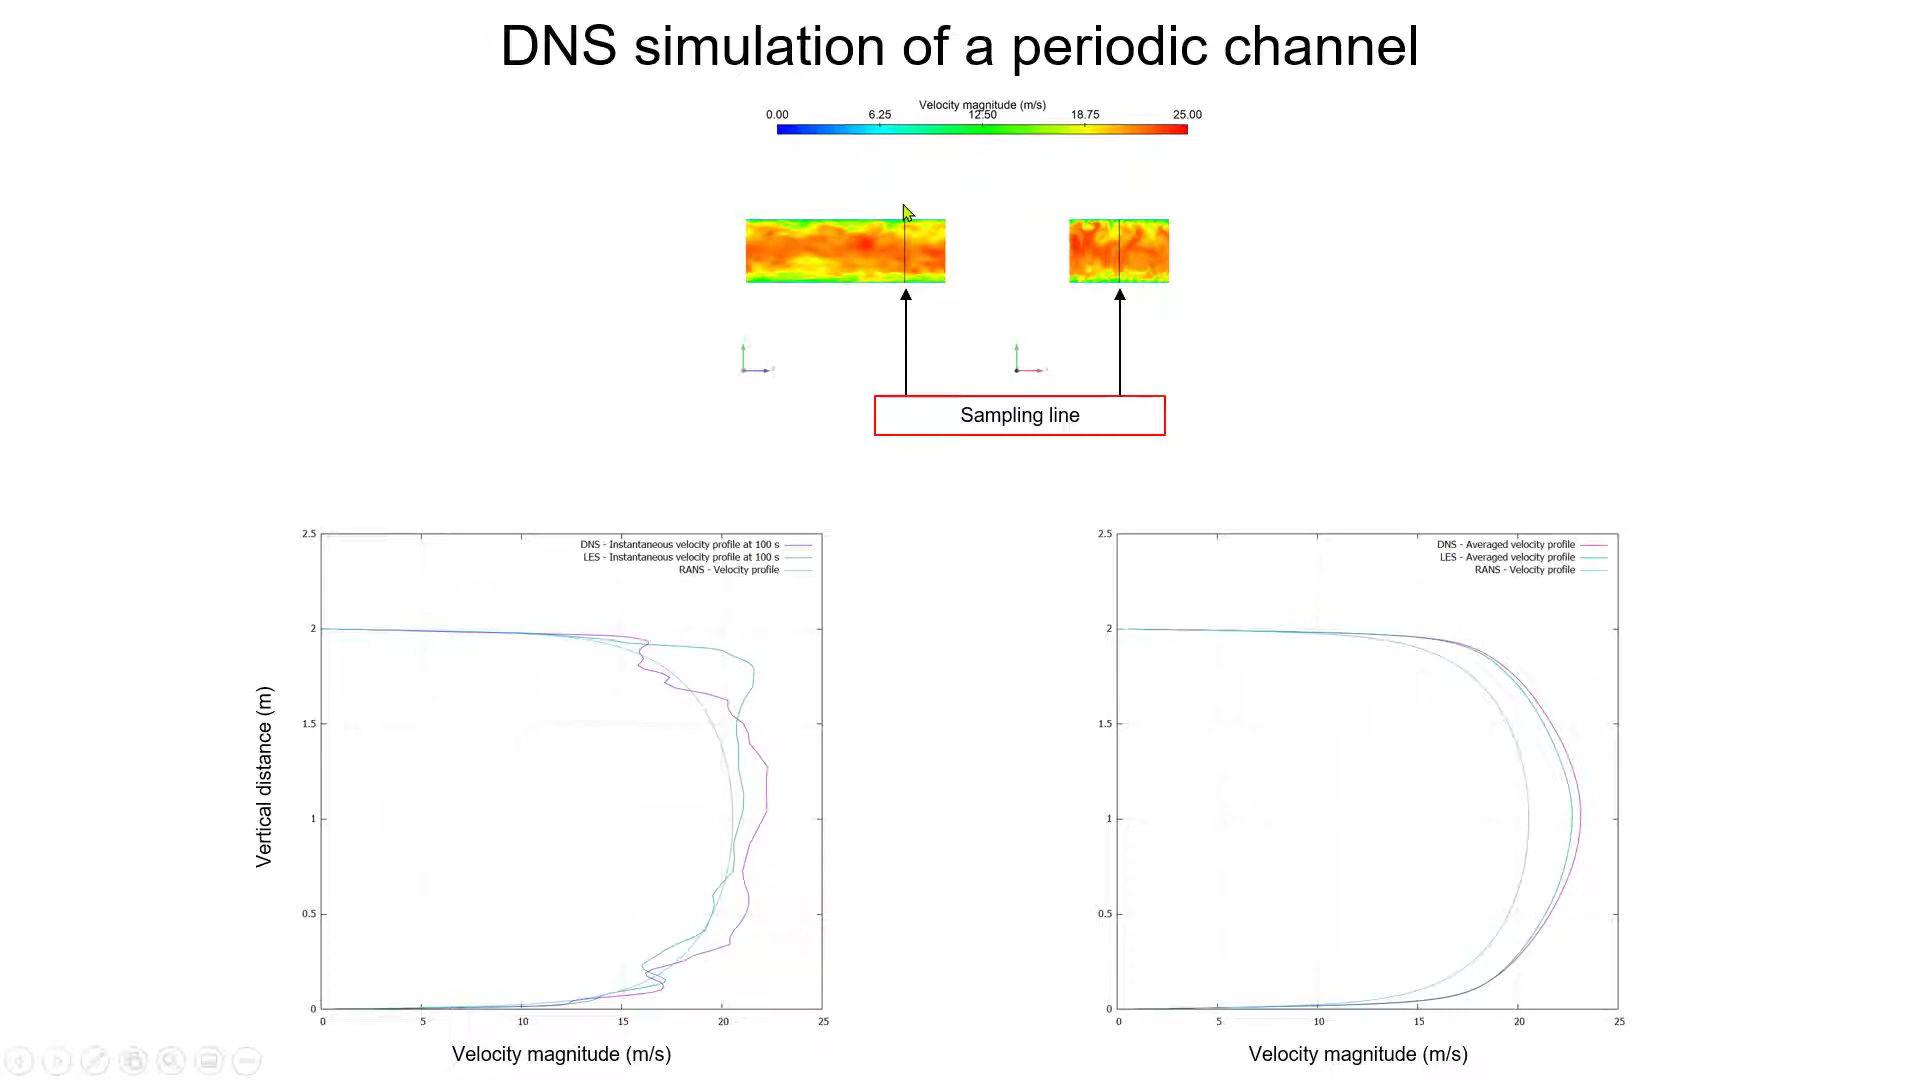 DNS simulation of a periodic channel
Velocity magnitude (m/s)
0.00 6.25 12.50 18.75 25.00
Sampling line
2.5
2
1.5
1
0.5
0
0 5 10 15 20 25
DNS - Instantaneous velocity profile at 100 s
LES - Instantaneous velocity profile at 100 s
RANS - Velocity profile
Vertical distance (m)
Velocity magnitude (m/s)
2.5
2
1.5
1
0.5
0
0 5 10 15 20 25
DNS - Averaged velocity profile
LES - Averaged velocity profile
RANS - Velocity profile
Velocity magnitude (m/s)